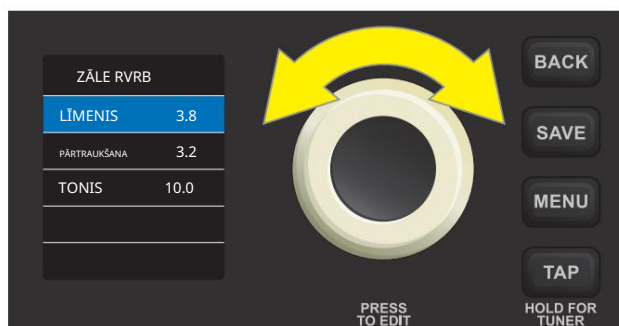 ZĀLE RVRB
LĪMENIS 3.8
PĀRTRAUKŠANA 3.2
TONIS 10.0
BACK
SAVE
MENU
TAP
PRESS
TO EDIT
HOLD FOR
TUNER